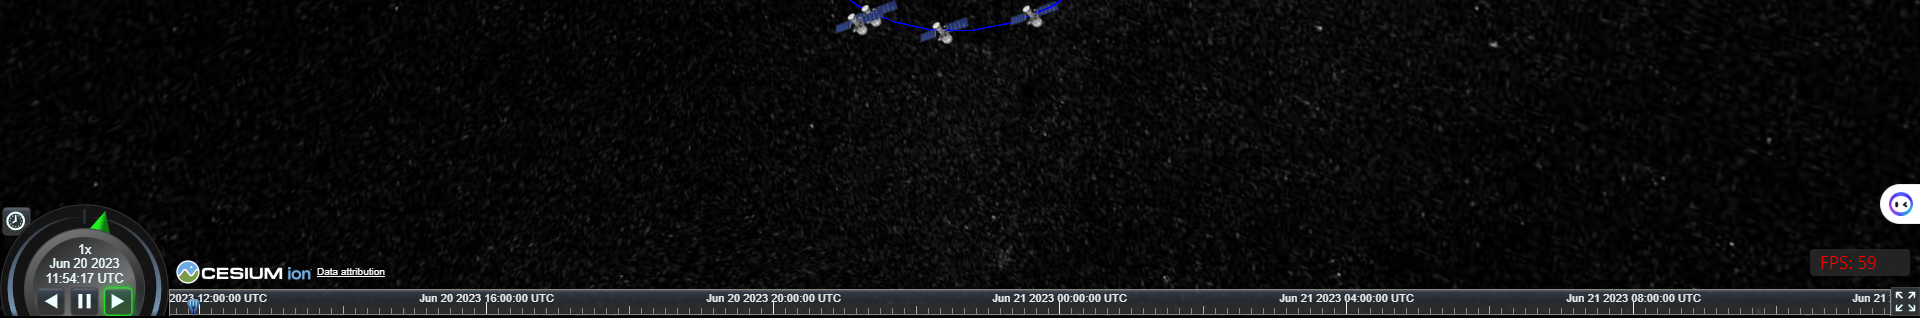 1x
Jun 20 2023
11:54:17 UTC
CESIUM ion Data attribution
FPS: 59
2023 12:00:00 UTC Jun 20 2023 16:00:00 UTC Jun 20 2023 20:00:00 UTC Jun 21 2023 00:00:00 UTC Jun 21 2023 04:00:00 UTC Jun 21 2023 08:00:00 UTC Jun 21